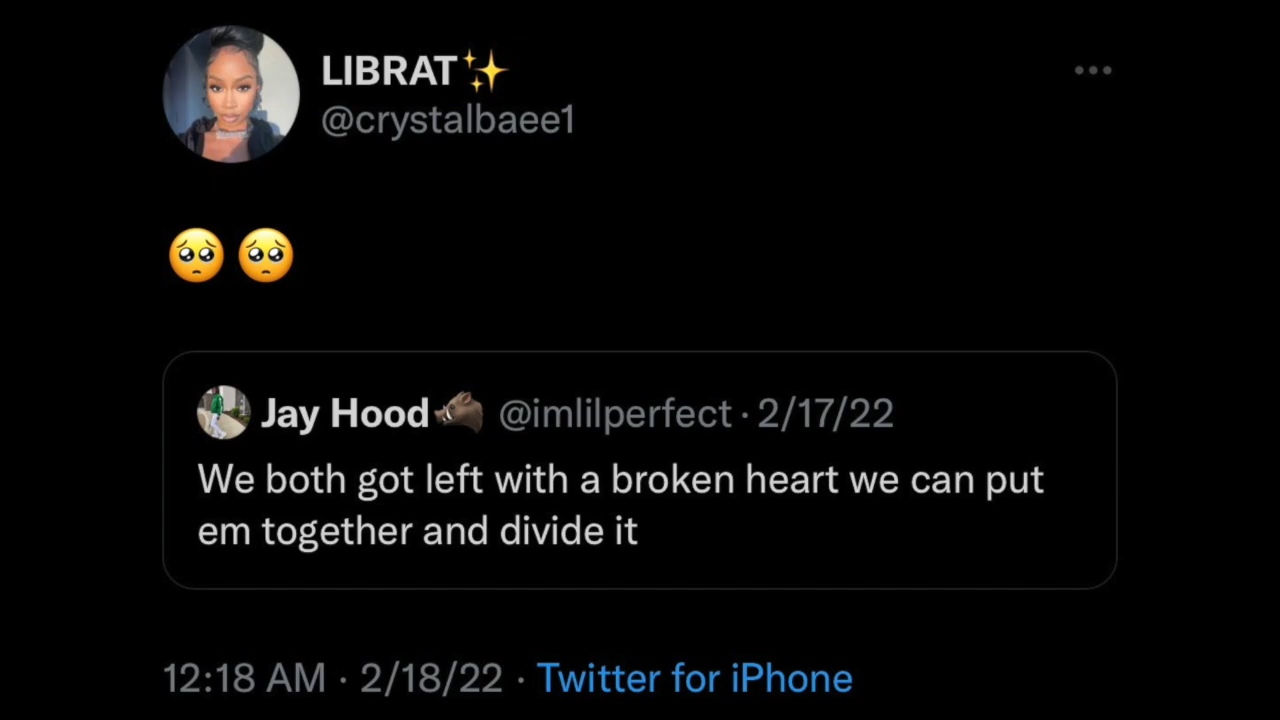 LIBRAT✨
@crystalbaee1
🥺 🥺
Jay Hood🐗 @imlilperfect · 2/17/22
We both got left with a broken heart we can put
em together and divide it
12:18 AM · 2/18/22 · Twitter for iPhone